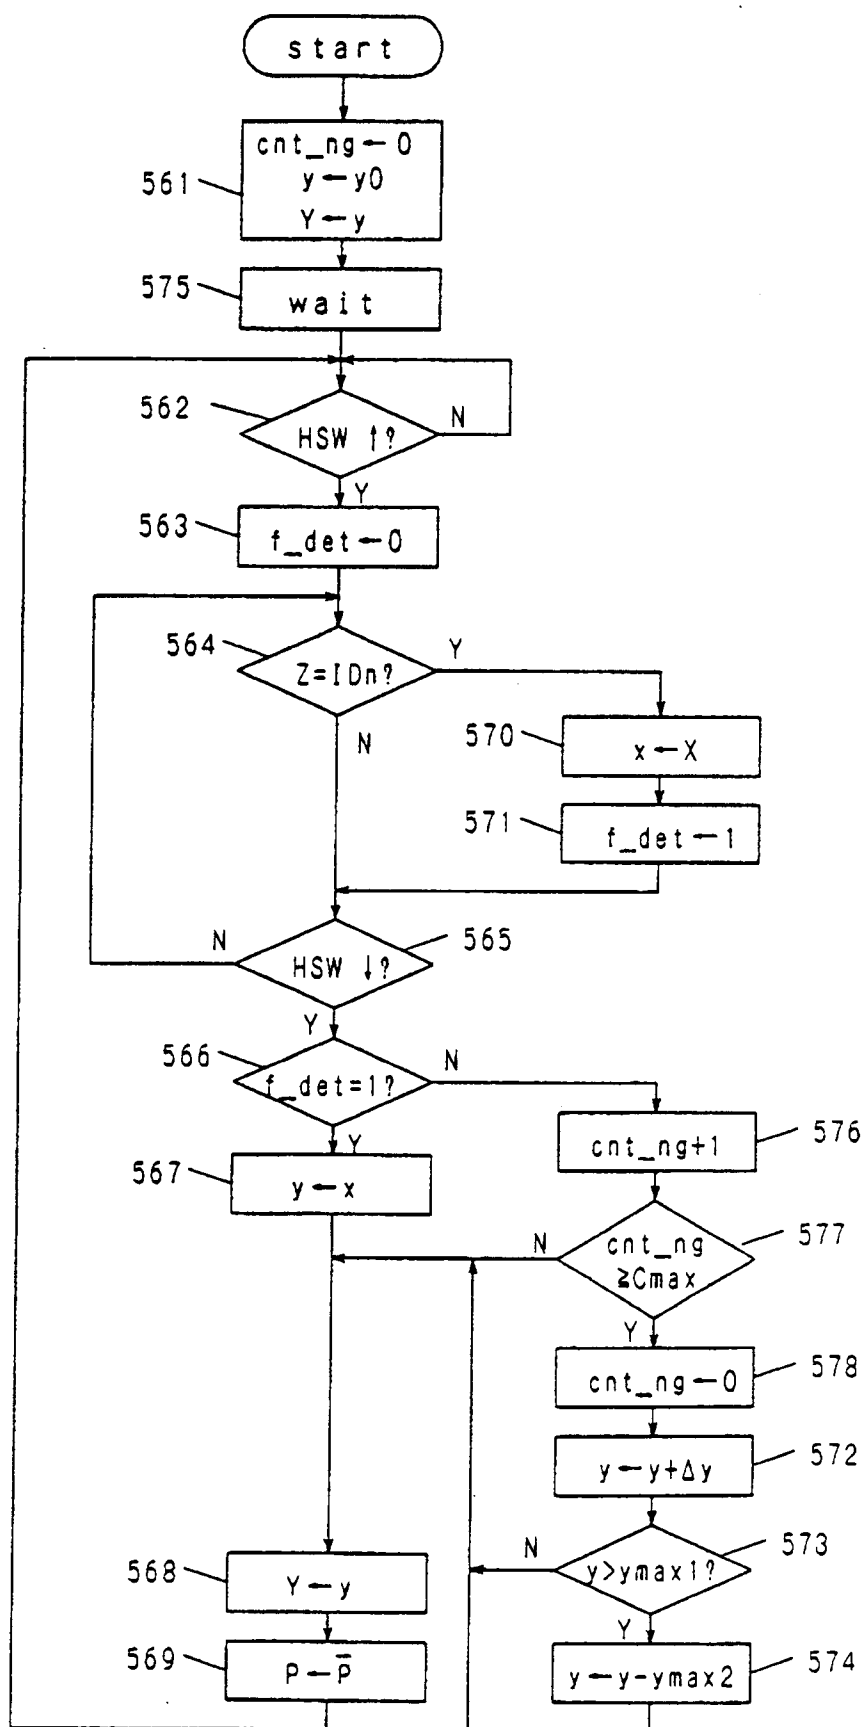 start
cnt_ng ← 0
y ← y0
Y ← y
561
wait
575
562
HSW ↑?
N
Y
563
f_det ← 0
564
Z=IDn?
Y
N
570
x ← X
571
f_det ← 1
N
565
HSW ↓?
Y
566
f_det=1?
N
Y
576
cnt_ng+1
567
y ← x
577
N
cnt_ng
≧Cmax
Y
578
cnt_ng ← 0
572
y ← y+Δy
573
N
y>ymax1?
568
Y ← y
Y
569
P ← P̅
574
y ← y-ymax2